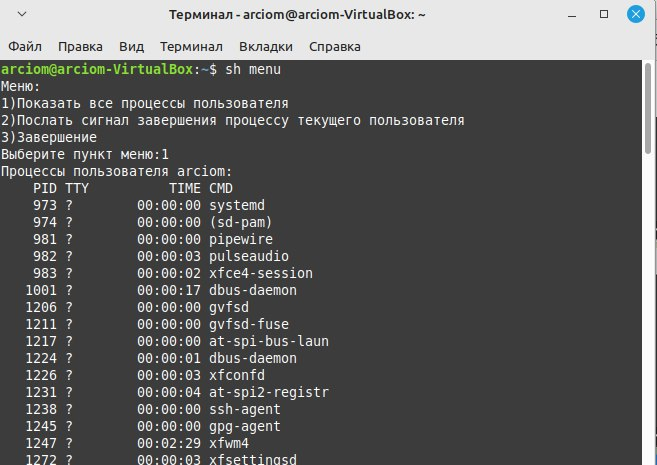 Терминал - arciom@arciom-VirtualBox: ~
Файл Правка Вид Терминал Вкладки Справка
arciom@arciom-VirtualBox:~$ sh menu
Меню:
1)Показать все процессы пользователя
2)Послать сигнал завершения процессу текущего пользователя
3)Завершение
Выберите пункт меню:1
Процессы пользователя arciom:
PID TTY TIME CMD
973 ? 00:00:00 systemd
974 ? 00:00:00 (sd-pam)
981 ? 00:00:00 pipewire
982 ? 00:00:03 pulseaudio
983 ? 00:00:02 xfce4-session
1001 ? 00:00:17 dbus-daemon
1206 ? 00:00:00 gvfsd
1211 ? 00:00:00 gvfsd-fuse
1217 ? 00:00:00 at-spi-bus-laun
1224 ? 00:00:01 dbus-daemon
1226 ? 00:00:03 xfconfd
1231 ? 00:00:04 at-spi2-registr
1238 ? 00:00:00 ssh-agent
1245 ? 00:00:00 gpg-agent
1247 ? 00:02:29 xfwm4
1272 ? 00:00:03 xfsettingsd